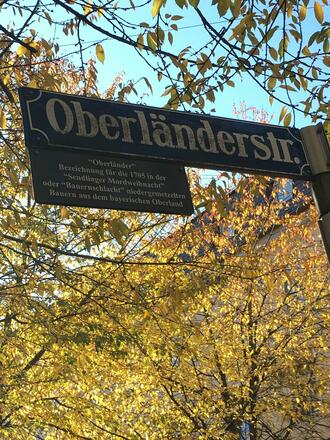 Oberländerstr.
"Oberländer"
Bezeichnung für die 1705 in der
"Sendlinger Mordweihnacht"
oder "Bauernschlacht" niedergemetzelten
Bauern aus dem bayerischen Oberland